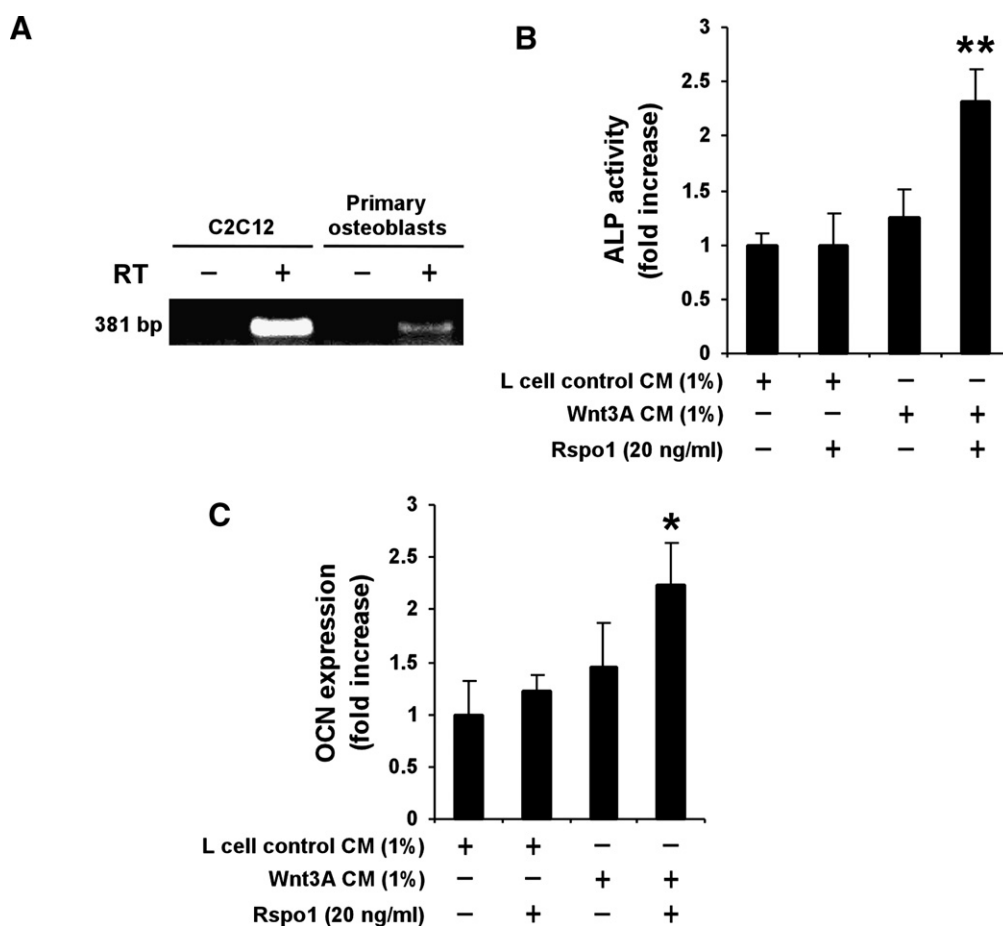 A
C2C12
Primary
osteoblasts
RT − + − +
381 bp
B
ALP activity
(fold increase)
3
2.5
2
1.5
1
0.5
0
**
L cell control CM (1%) + + − −
Wnt3A CM (1%) − − + +
Rspo1 (20 ng/ml) − + − +
C
OCN expression
(fold increase)
3
2.5
2
1.5
1
0.5
0
*
L cell control CM (1%) + + − −
Wnt3A CM (1%) − − + +
Rspo1 (20 ng/ml) − + − +